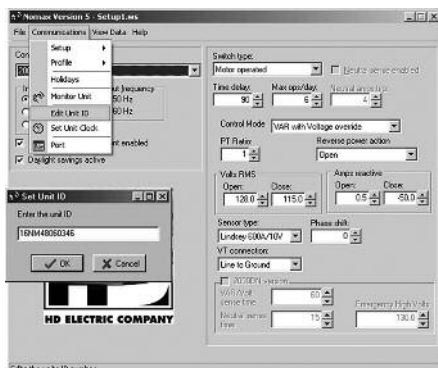 Nomax Version 5 - Setup1.ws
File Communications View Data Help
Setup
Profile
Holidays
Monitor Unit
Edit Unit ID
Set Unit Clock
Port
frequency
50 Hz
60 Hz
nt enabled
Daylight savings active
Set Unit ID
Enter the unit ID
16NM48060346
OK Cancel
HD ELECTRIC COMPANY
Switch type:
Motor operated
Neutral sense enabled
Time delay: Max ops/day:
90 6 4
Control Mode VAR with Voltage override
PT Ratio: Reverse power action
1 Open
Volts RMS Amps reactive
Open: Close: Open: Close:
128.0 115.0 0.5 -50.0
Sensor type: Phase shift:
Lindsey 600A/10V 0
VT connection:
Line to Ground
version
VAR/Volt sense time 60
Neutral sense time 15
Emergency High Volts
130.0